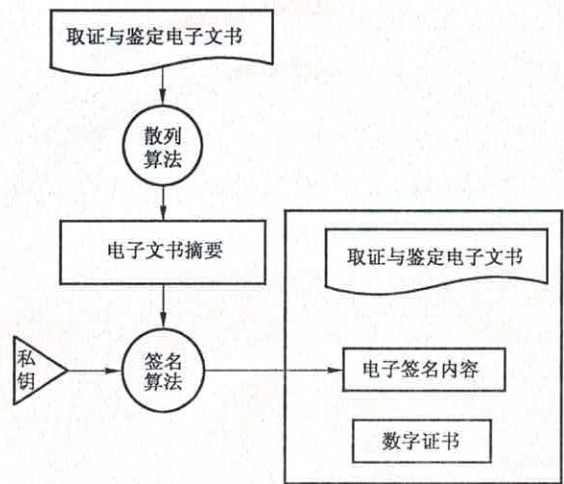 取证与鉴定电子文书
散列
算法
电子文书摘要
取证与鉴定电子文书
私
钥
签名
算法
电子签名内容
数字证书